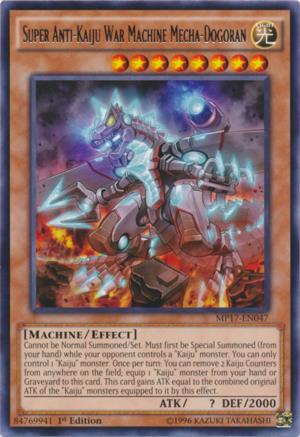 Super Anti-Kaiju War Machine Mecha-Dogoran
LIGHT
光
MP17-EN047
[Machine/Effect]
Cannot be Normal Summoned/Set. Must first be Special Summoned (from
your hand) while your opponent controls a "Kaiju" monster. You can only
control 1 "Kaiju" monster. Once per turn: You can remove 2 Kaiju Counters
from anywhere on the field; equip 1 "Kaiju" monster from your hand or
Graveyard to this card. This card gains ATK equal to the combined original
ATK of the "Kaiju" monsters equipped to it by this effect.
ATK/ ? DEF/2000
84769941 1st Edition ©1996 KAZUKI TAKAHASHI